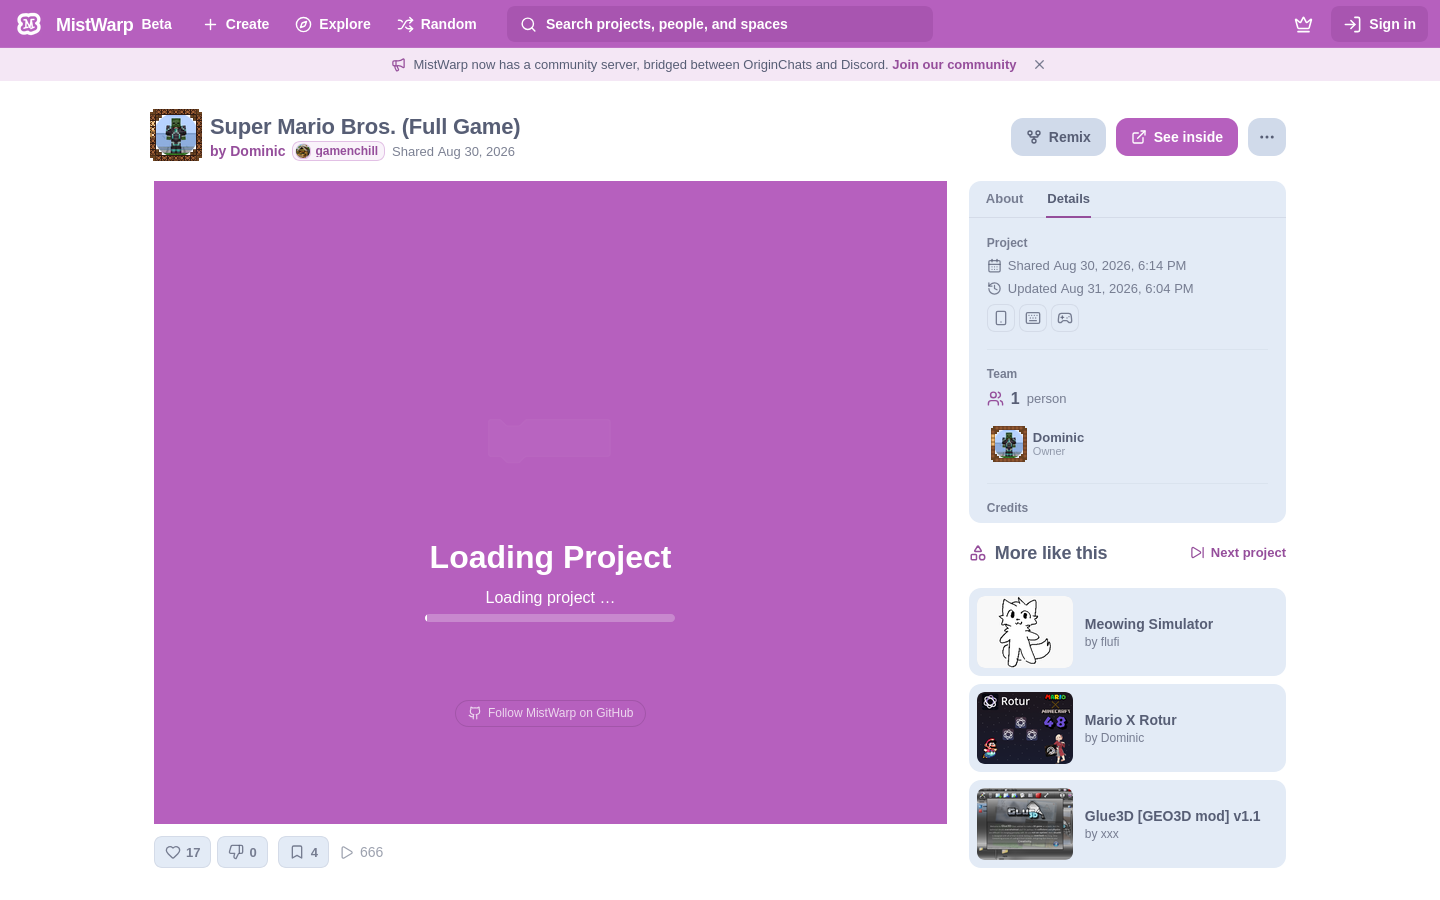 MistWarp Beta
Create
Explore
Random
Search projects, people, and spaces
Sign in
MistWarp now has a community server, bridged between OriginChats and Discord. Join our community
Super Mario Bros. (Full Game)
by Dominic gamenchill Shared Aug 30, 2026
Remix
See inside
Loading Project
Loading project …
Follow MistWarp on GitHub
17
0
4
666
About
Details
Project
Shared Aug 30, 2026, 6:14 PM
Updated Aug 31, 2026, 6:04 PM
Team
1 person
Dominic
Owner
Credits
More like this
Next project
Meowing Simulator
by flufi
Rotur
MARIO
X
MINECRAFT
48
Mario X Rotur
by Dominic
3D
Glue3D [GEO3D mod] v1.1
by xxx